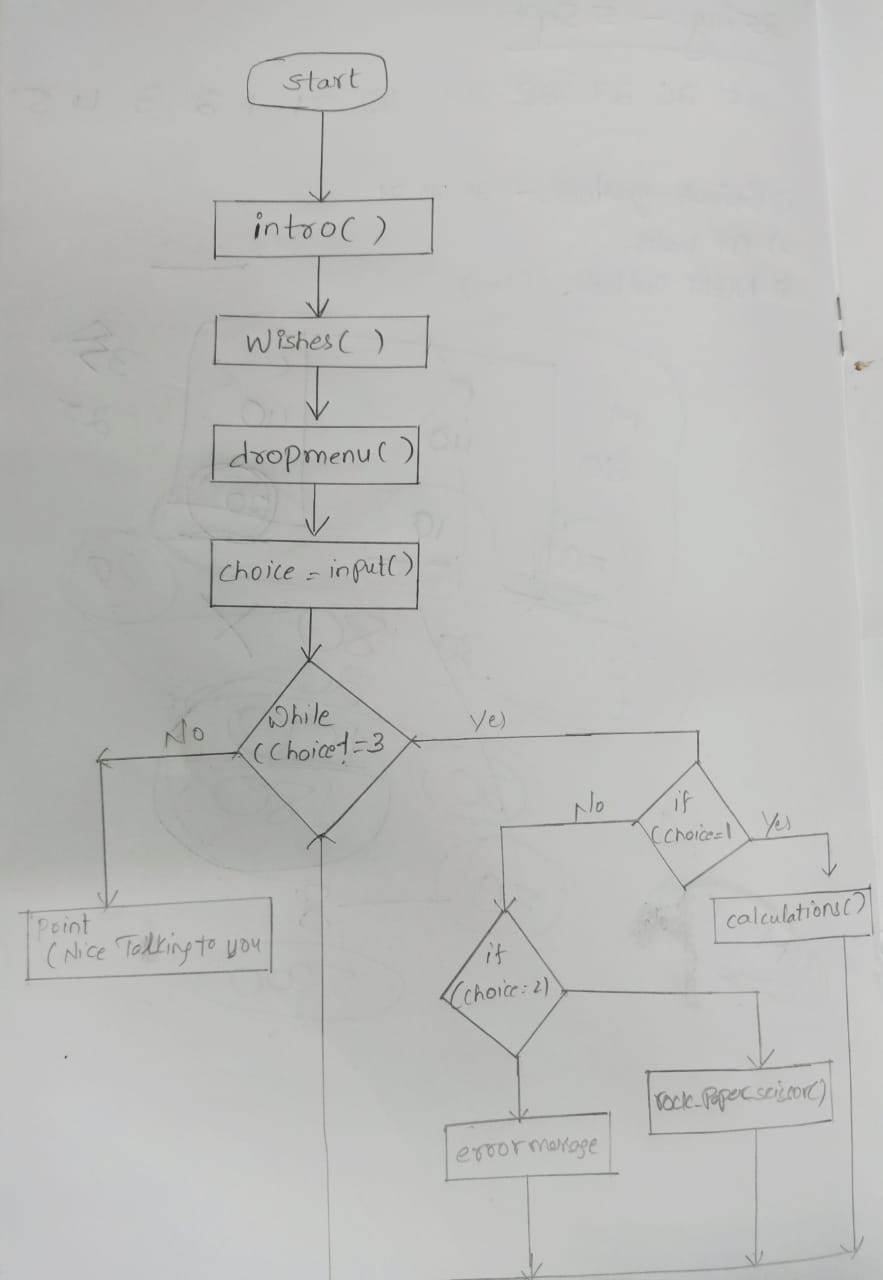 start
intro( )
Wishes( )
dropmenu( )
choice = input()
While
(Choice!=3
No
Yes
if
(choice=1
No
Yes
calculations()
Point
(Nice Talking to you
if
(choice=2)
rock_Paper_scissor()
error message